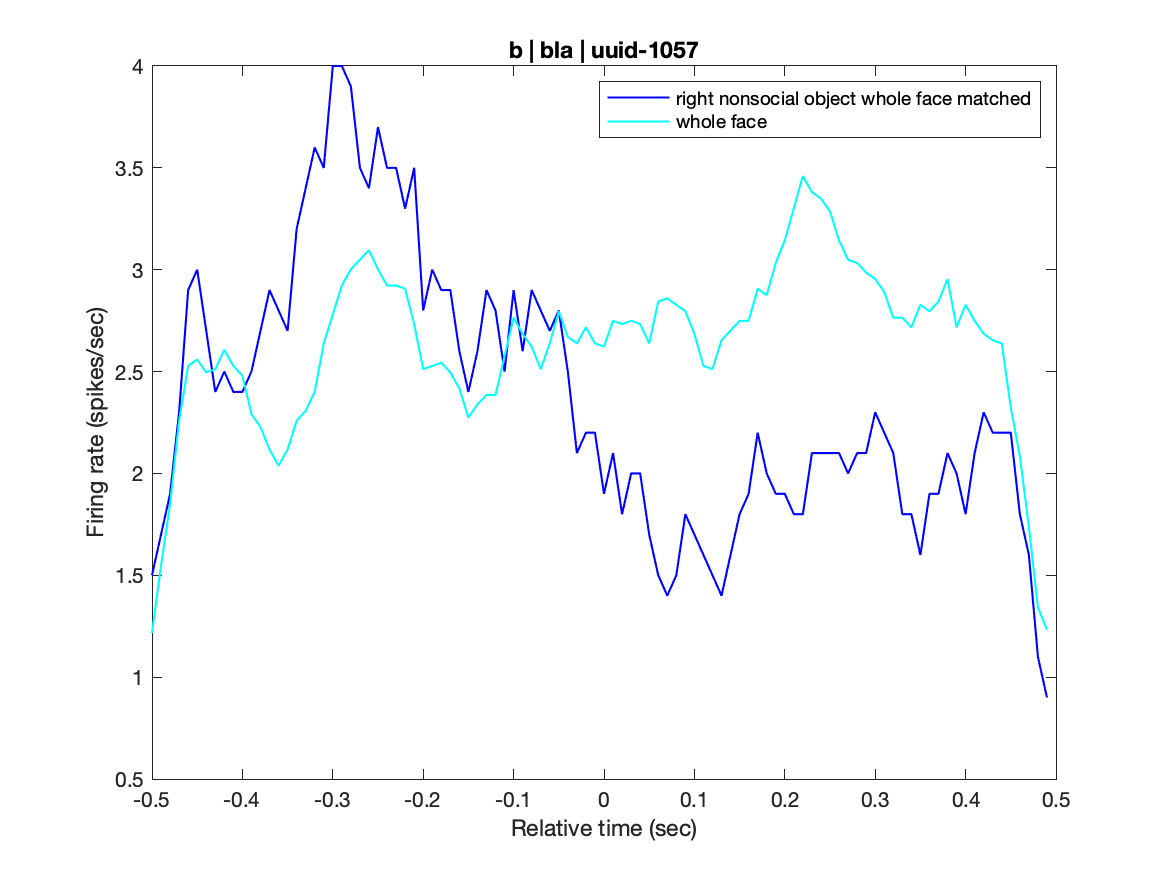 b | bla | uuid-1057
right nonsocial object whole face matched
whole face
Firing rate (spikes/sec)
4
3.5
3
2.5
2
1.5
1
0.5
-0.5 -0.4 -0.3 -0.2 -0.1 0 0.1 0.2 0.3 0.4 0.5
Relative time (sec)